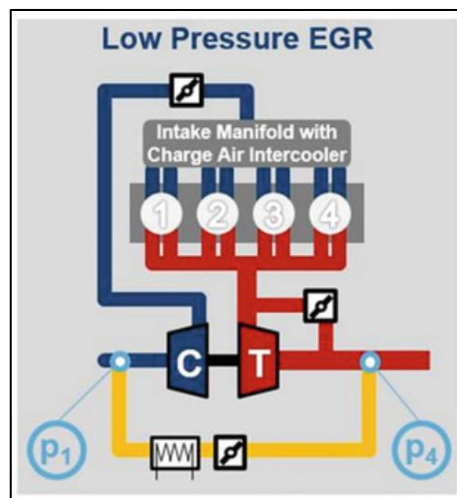 Low Pressure EGR
Intake Manifold with
Charge Air Intercooler
1 2 3 4
C T
p1 p4